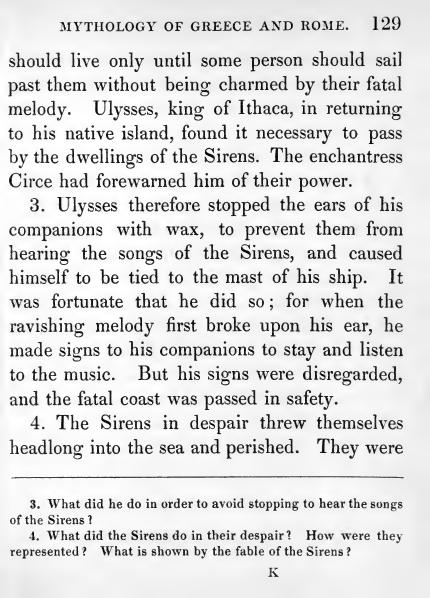 MYTHOLOGY OF GREECE AND ROME. 129
should live only until some person should sail
past them without being charmed by their fatal
melody. Ulysses, king of Ithaca, in returning
to his native island, found it necessary to pass
by the dwellings of the Sirens. The enchantress
Circe had forewarned him of their power.
3. Ulysses therefore stopped the ears of his
companions with wax, to prevent them from
hearing the songs of the Sirens, and caused
himself to be tied to the mast of his ship. It
was fortunate that he did so; for when the
ravishing melody first broke upon his ear, he
made signs to his companions to stay and listen
to the music. But his signs were disregarded,
and the fatal coast was passed in safety.
4. The Sirens in despair threw themselves
headlong into the sea and perished. They were
3. What did he do in order to avoid stopping to hear the songs
of the Sirens?
4. What did the Sirens do in their despair? How were they
represented? What is shown by the fable of the Sirens?
K